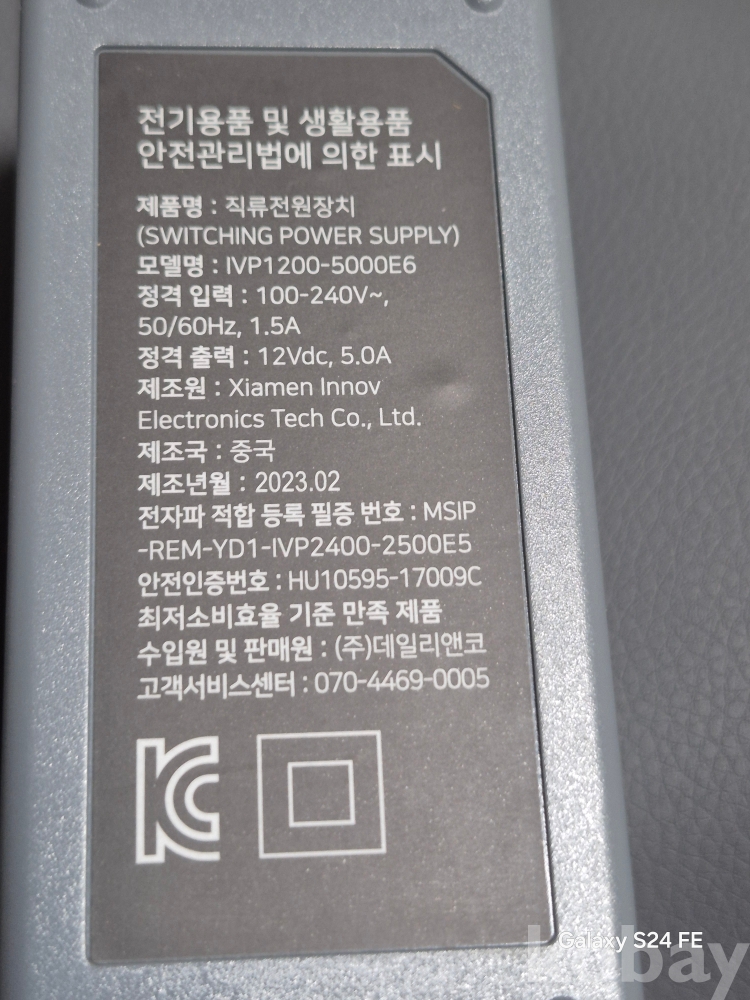 전기용품 및 생활용품
안전관리법에 의한 표시
제품명 : 직류전원장치
(SWITCHING POWER SUPPLY)
모델명 : IVP1200-5000E6
정격 입력 : 100-240V~,
50/60Hz, 1.5A
정격 출력 : 12Vdc, 5.0A
제조원 : Xiamen Innov
Electronics Tech Co., Ltd.
제조국 : 중국
제조년월 : 2023.02
전자파 적합 등록 필증 번호 : MSIP
-REM-YD1-IVP2400-2500E5
안전인증번호 : HU10595-17009C
최저소비효율 기준 만족 제품
수입원 및 판매원 : (주)데일리앤코
고객서비스센터 : 070-4469-0005
Galaxy S24 FE